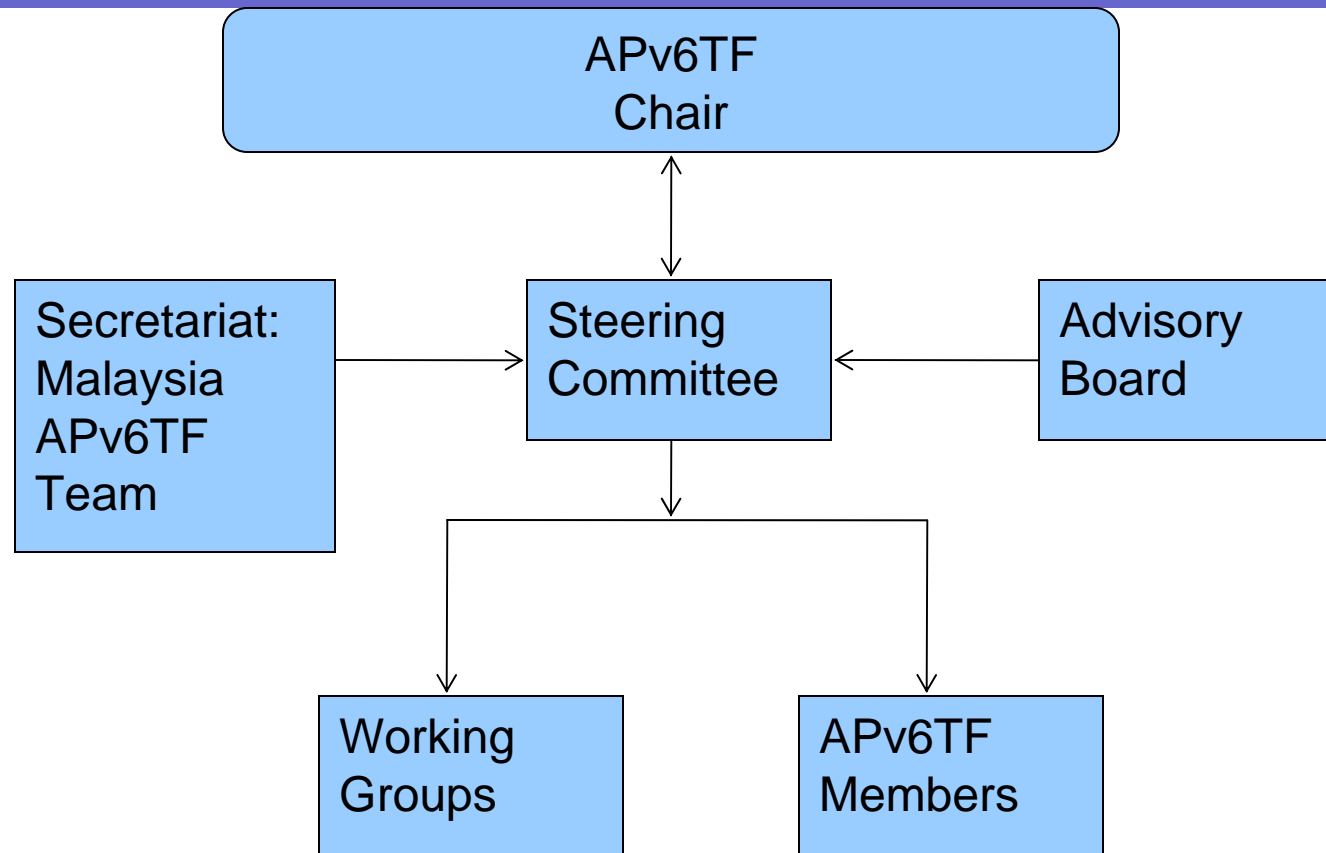 APv6TF
Chair
Secretariat:
Malaysia
APv6TF
Team
Steering
Committee
Advisory
Board
Working
Groups
APv6TF
Members